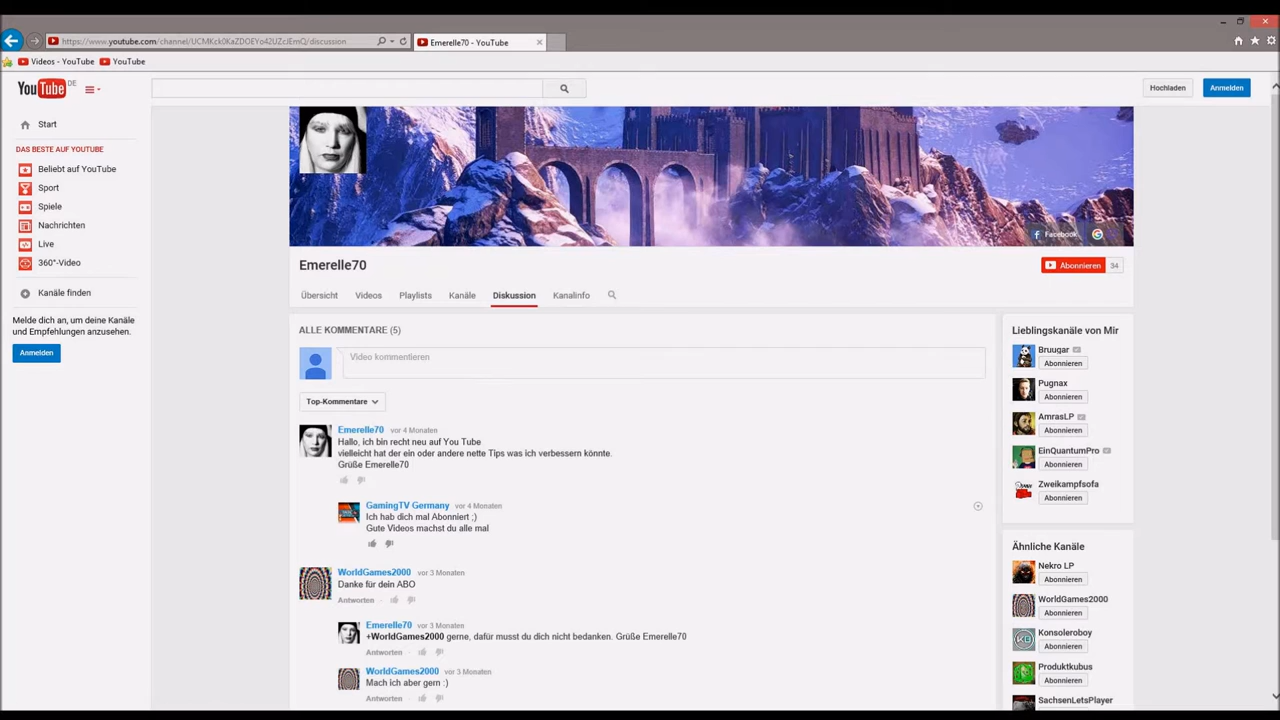 https://www.youtube.com/channel/UCMKck0KaZDOEYo42UZcJEmQ/discussion
Emerelle70 - YouTube
Videos - YouTube
YouTube
YouTube DE
Hochladen
Anmelden
Start
DAS BESTE AUF YOUTUBE
Beliebt auf YouTube
Sport
Spiele
Nachrichten
Live
360°-Video
Kanäle finden
Melde dich an, um deine Kanäle
und Empfehlungen anzusehen.
Anmelden
Facebook
Emerelle70
Abonnieren
34
Übersicht
Videos
Playlists
Kanäle
Diskussion
Kanalinfo
ALLE KOMMENTARE (5)
Video kommentieren
Top-Kommentare
Emerelle70 vor 4 Monaten
Hallo, ich bin recht neu auf You Tube
vielleicht hat der ein oder andere nette Tips was ich verbessern könnte.
Grüße Emerelle70
GamingTV Germany vor 4 Monaten
Ich hab dich mal Abonniert ;)
Gute Videos machst du alle mal
WorldGames2000 vor 3 Monaten
Danke für dein ABO
Antworten
Emerelle70 vor 3 Monaten
+WorldGames2000 gerne, dafür musst du dich nicht bedanken. Grüße Emerelle70
Antworten
WorldGames2000 vor 3 Monaten
Mach ich aber gern :)
Antworten
Lieblingskanäle von Mir
Bruugar
Abonnieren
Pugnax
Abonnieren
AmrasLP
Abonnieren
EinQuantumPro
Abonnieren
Zweikampfsofa
Abonnieren
Ähnliche Kanäle
Nekro LP
Abonnieren
WorldGames2000
Abonnieren
Konsoleroboy
Abonnieren
Produktkubus
Abonnieren
SachsenLetsPlayer